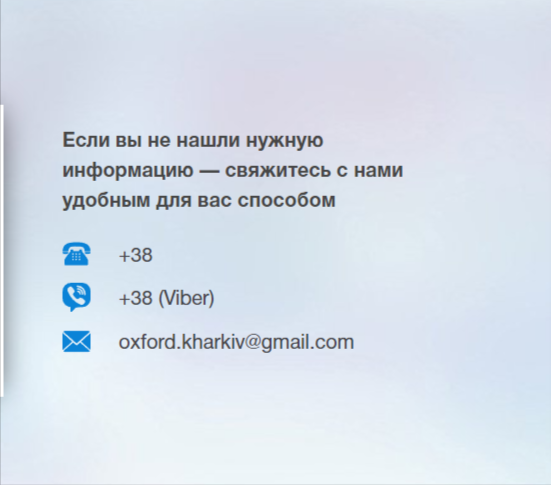 Если вы не нашли нужную
информацию — свяжитесь с нами
удобным для вас способом
+38
+38 (Viber)
oxford.kharkiv@gmail.com